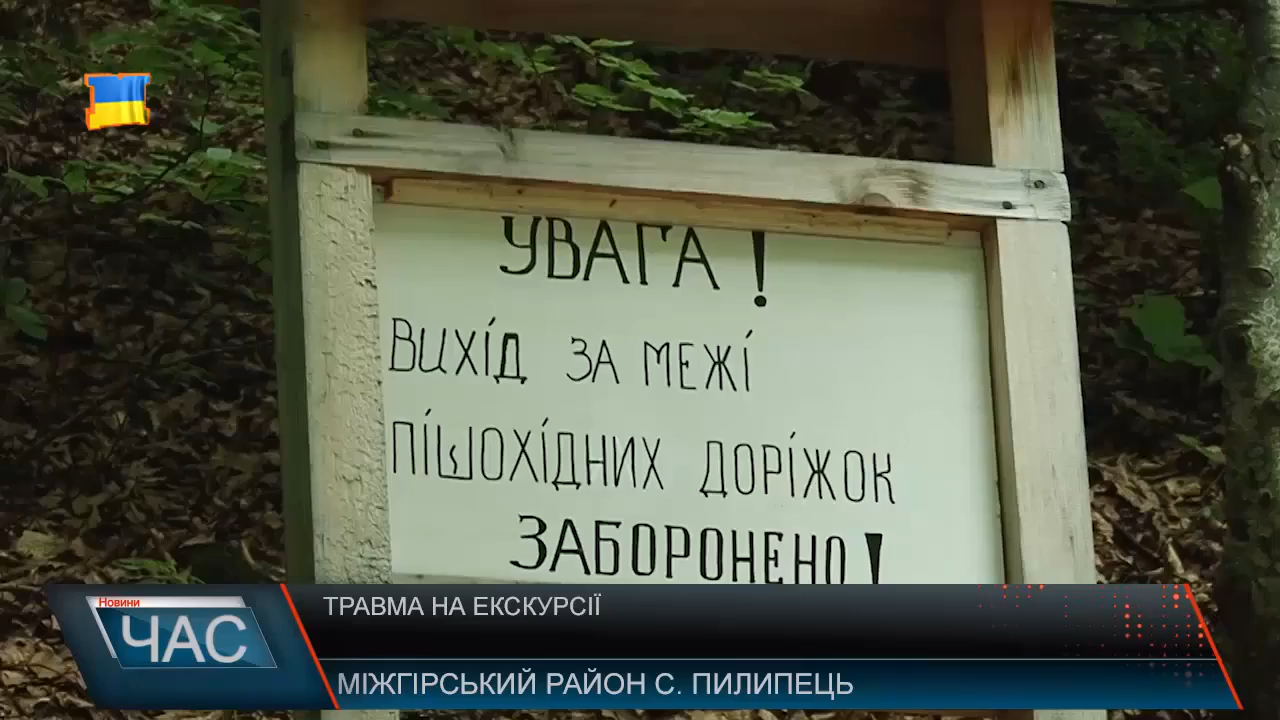 УВАГА !
ВИХІД ЗА МЕЖІ
ПІШОХІДНИХ ДОРІЖОК
ЗАБОРОНЕНО !
Новини
ЧАС
ТРАВМА НА ЕКСКУРСІЇ
МІЖГІРСЬКИЙ РАЙОН С. ПИЛИПЕЦЬ